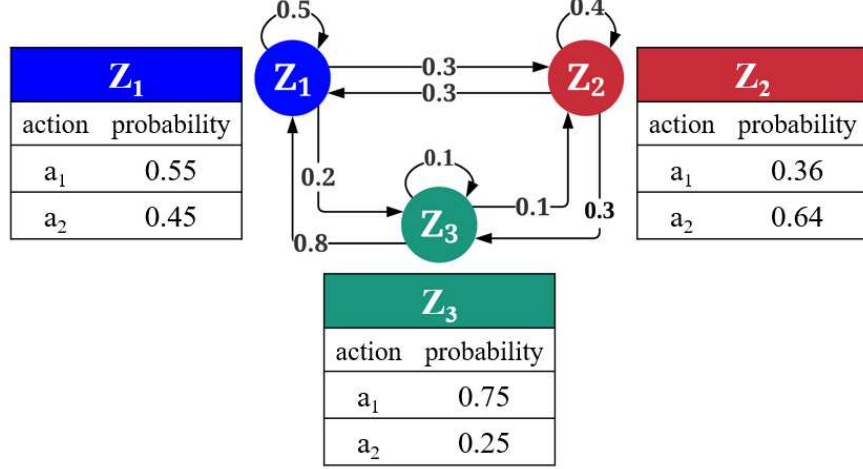 0.5
0.4
Z₁
action probability
a₁ 0.55
a₂ 0.45
Z₁
0.3
0.3
Z₂
Z₂
action probability
a₁ 0.36
a₂ 0.64
0.2
0.1
0.1
0.3
Z₃
0.8
Z₃
action probability
a₁ 0.75
a₂ 0.25